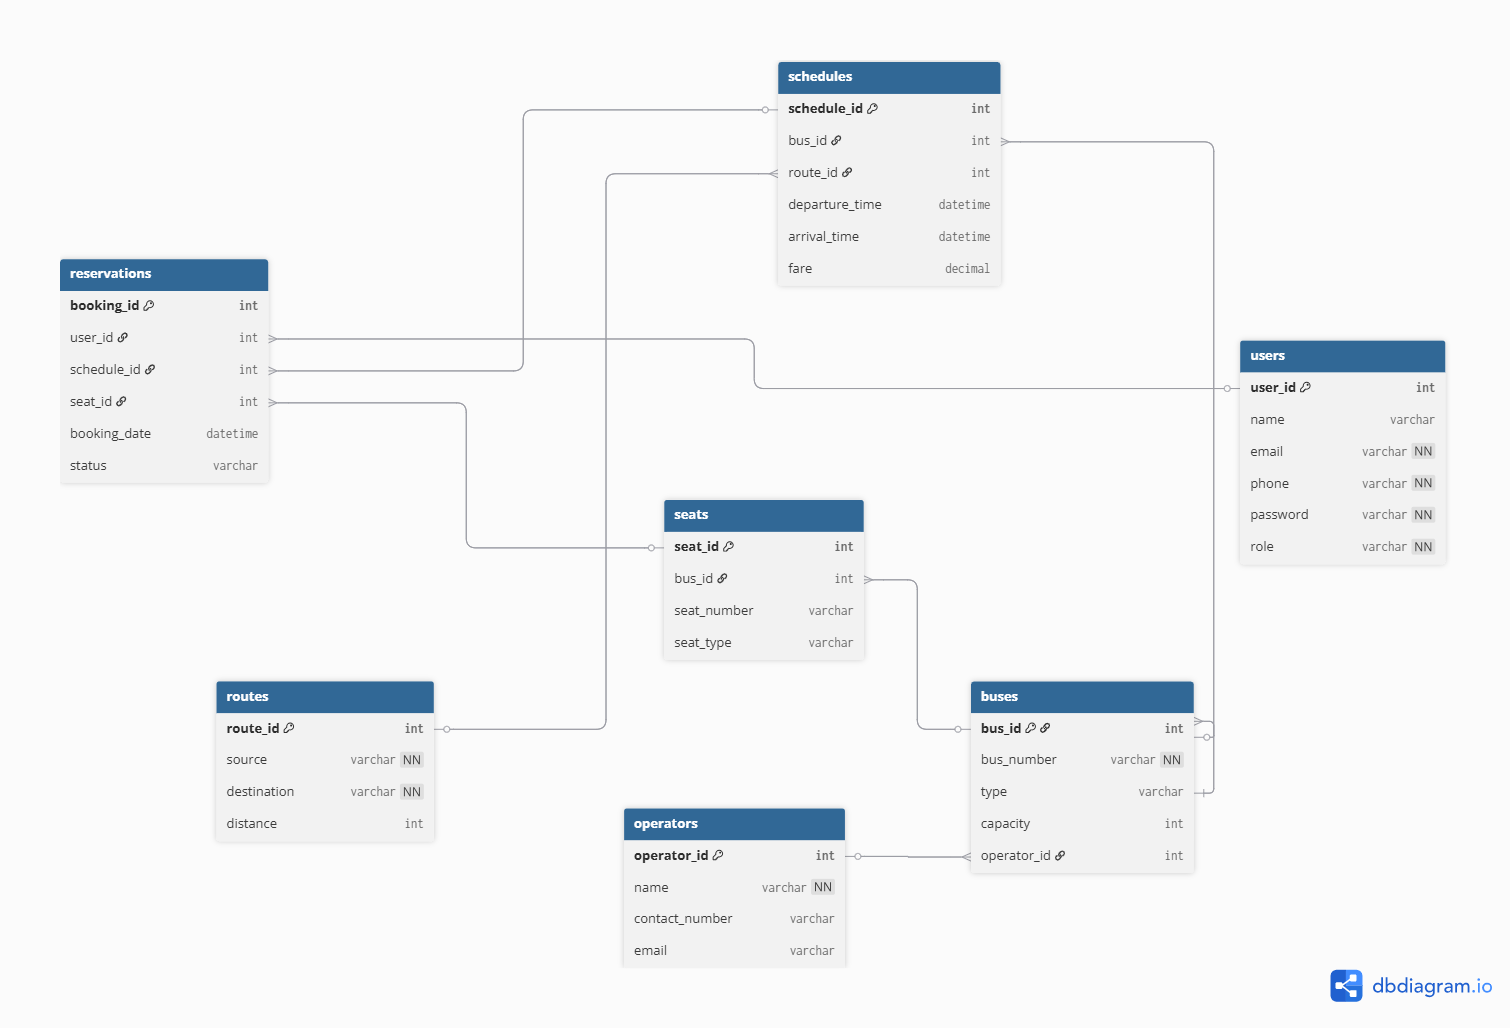 schedules
schedule_id int
bus_id int
route_id int
departure_time datetime
arrival_time datetime
fare decimal
reservations
booking_id int
user_id int
schedule_id int
seat_id int
booking_date datetime
status varchar
users
user_id int
name varchar
email varchar NN
phone varchar NN
password varchar NN
role varchar NN
seats
seat_id int
bus_id int
seat_number varchar
seat_type varchar
routes
route_id int
source varchar NN
destination varchar NN
distance int
buses
bus_id int
bus_number varchar NN
type varchar
capacity int
operator_id int
operators
operator_id int
name varchar NN
contact_number varchar
email varchar
dbdiagram.io